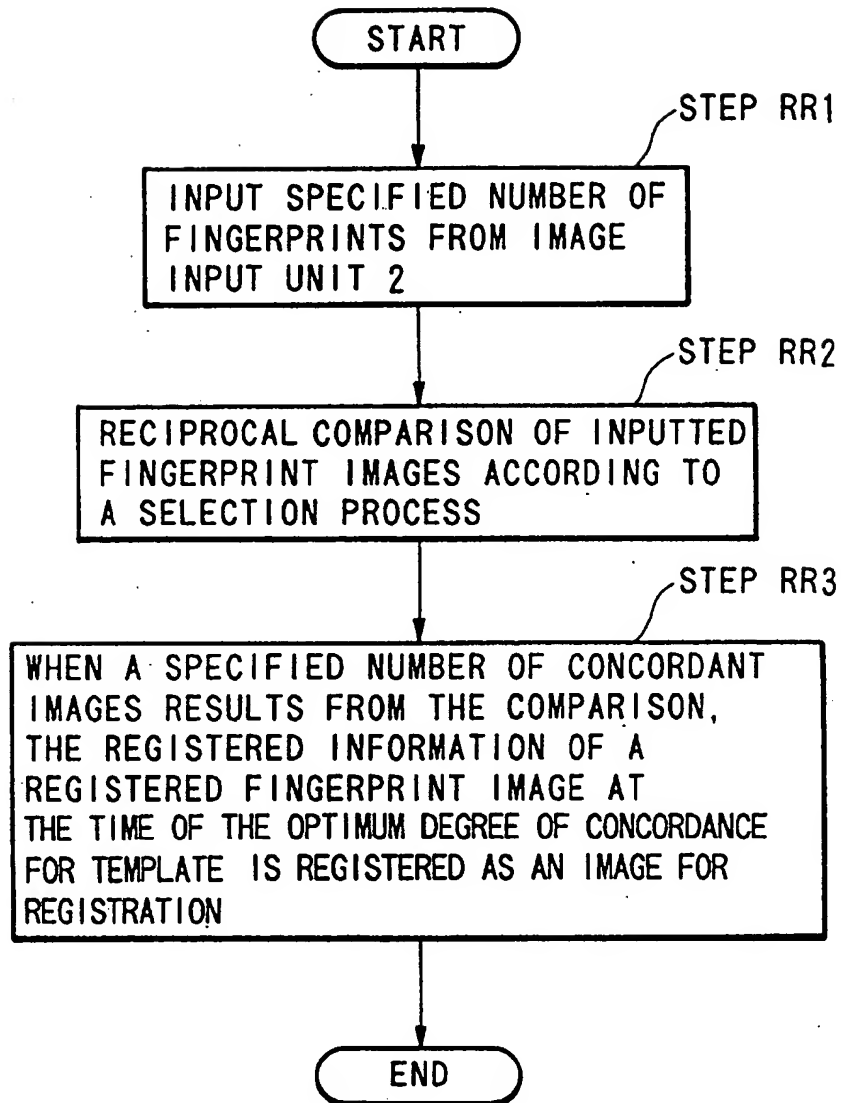 START
STEP RR1
INPUT SPECIFIED NUMBER OF
FINGERPRINTS FROM IMAGE
INPUT UNIT 2
STEP RR2
RECIPROCAL COMPARISON OF INPUTTED
FINGERPRINT IMAGES ACCORDING TO
A SELECTION PROCESS
STEP RR3
WHEN A SPECIFIED NUMBER OF CONCORDANT
IMAGES RESULTS FROM THE COMPARISON,
THE REGISTERED INFORMATION OF A
REGISTERED FINGERPRINT IMAGE AT
THE TIME OF THE OPTIMUM DEGREE OF CONCORDANCE
FOR TEMPLATE IS REGISTERED AS AN IMAGE FOR
REGISTRATION
END